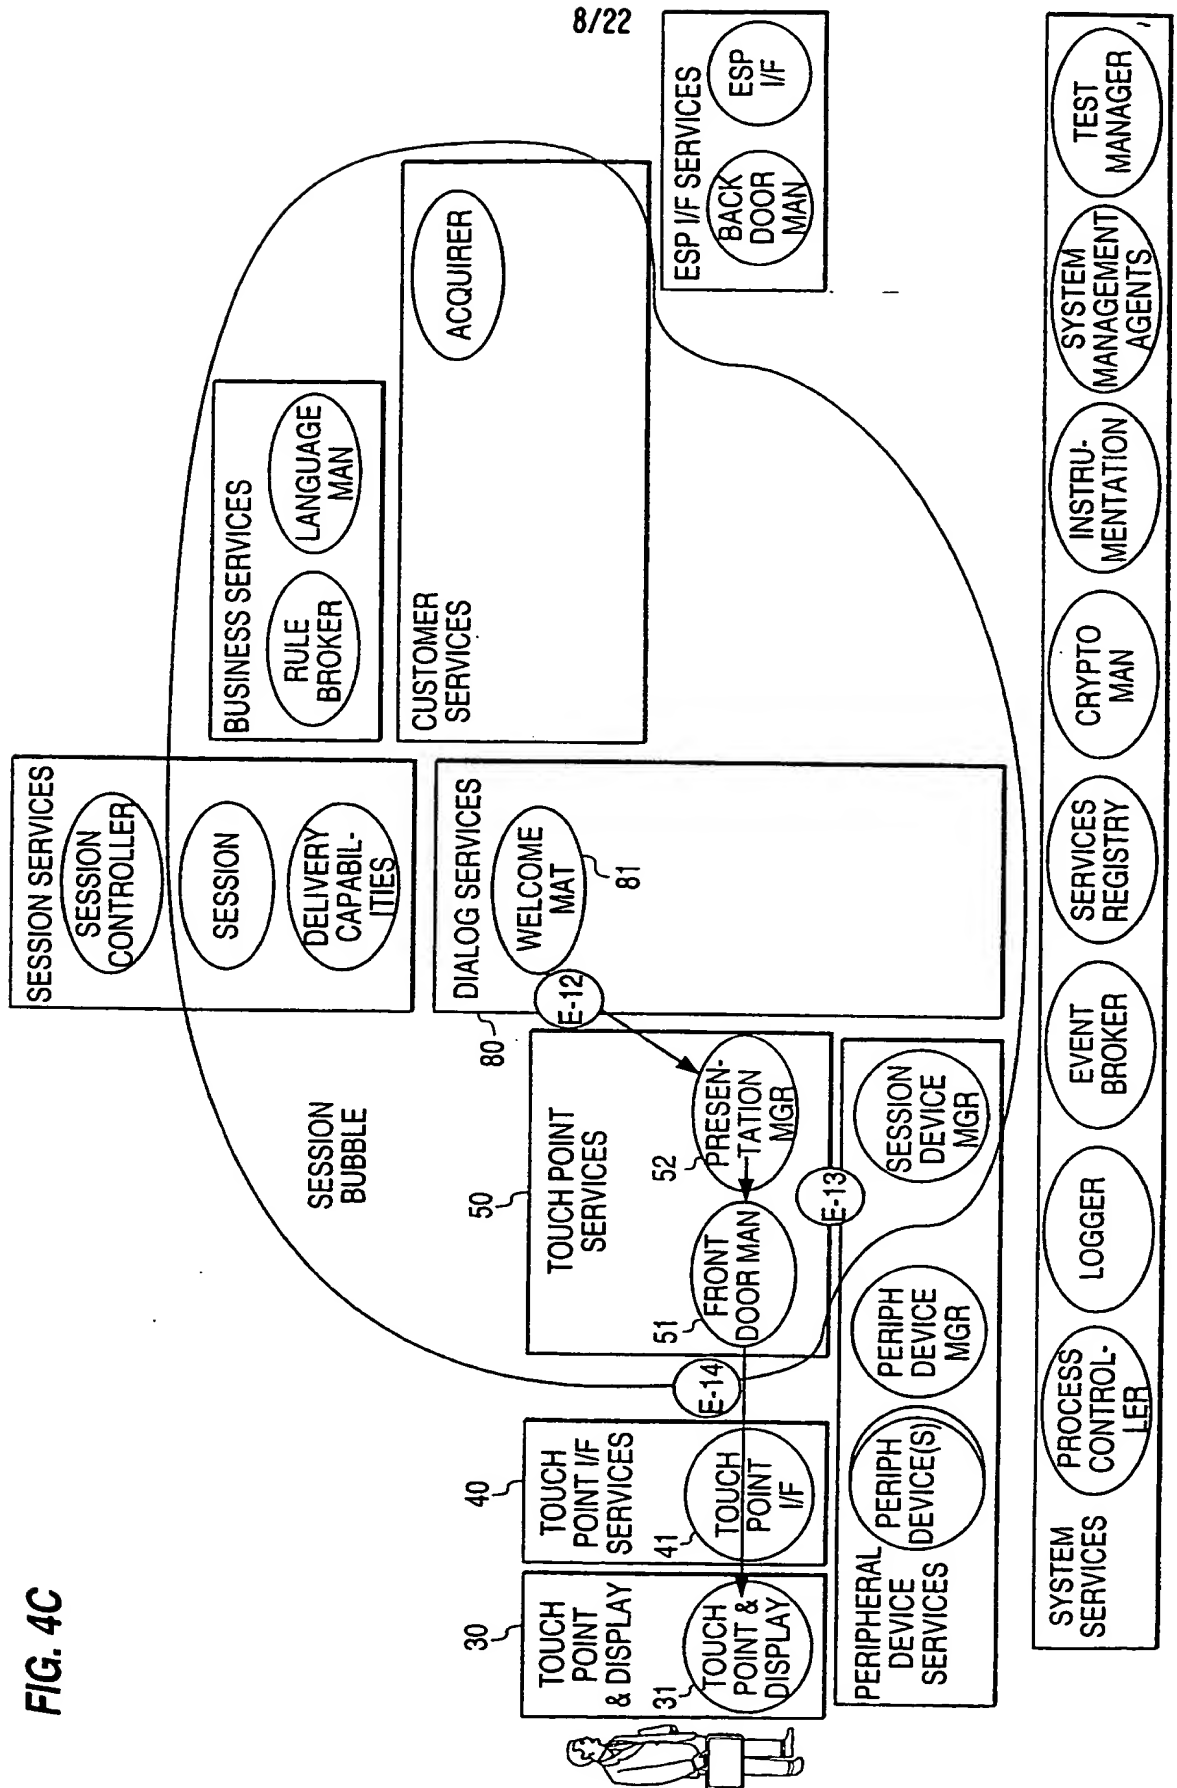 8/22
FIG. 4C
SESSION SERVICES
SESSION
CONTROLLER
SESSION
DELIVERY
CAPABIL-
ITIES
BUSINESS SERVICES
RULE
BROKER
LANGUAGE
MAN
CUSTOMER
SERVICES
ACQUIRER
ESP I/F SERVICES
BACK
DOOR
MAN
ESP
I/F
SESSION
BUBBLE
DIALOG SERVICES
WELCOME
MAT
81
80
E-12
50
TOUCH POINT
SERVICES
52
PRESEN-
TATION
MGR
51
FRONT
DOOR MAN
E-13
E-14
40
TOUCH
POINT I/F
SERVICES
41
TOUCH
POINT
I/F
30
TOUCH
POINT
& DISPLAY
31
TOUCH
POINT &
DISPLAY
PERIPHERAL
DEVICE
SERVICES
PERIPH
DEVICE(S)
PERIPH
DEVICE
MGR
SESSION
DEVICE
MGR
SYSTEM
SERVICES
PROCESS
CONTROL-
LER
LOGGER
EVENT
BROKER
SERVICES
REGISTRY
CRYPTO
MAN
INSTRU-
MENTATION
SYSTEM
MANAGEMENT
AGENTS
TEST
MANAGER